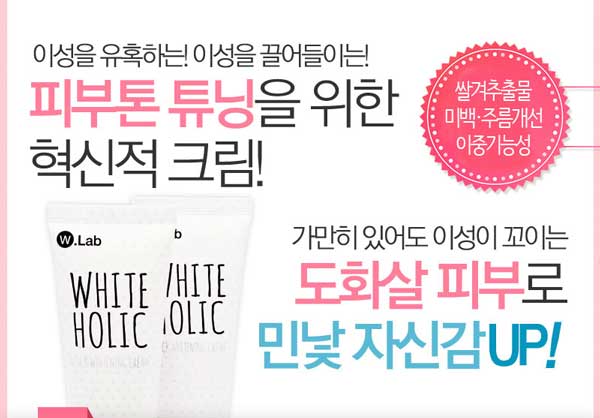 이성을 유혹하는! 이성을 끌어들이는!
피부톤 튜닝을 위한
혁신적 크림!
쌀겨추출물
미백·주름개선
이중기능성
W.Lab
WHITE
HOLIC
Lab
WHITE
HOLIC
가만히 있어도 이성이 꼬이는
도화살 피부로
민낯 자신감UP!